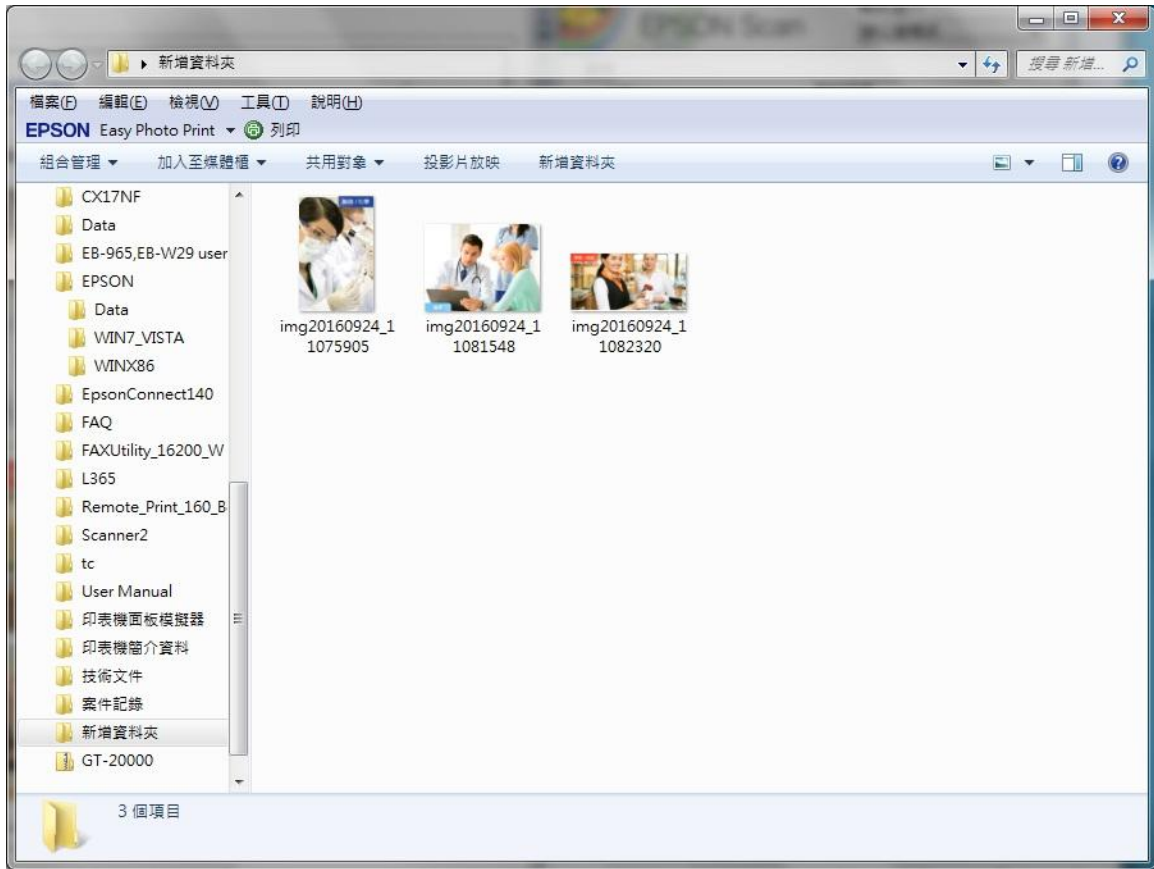 EPSON Scan
新增資料夾
搜尋 新增...
檔案(F) 編輯(E) 檢視(V) 工具(T) 說明(H)
EPSON Easy Photo Print 列印
組合管理 加入至媒體櫃 共用對象 投影片放映 新增資料夾
CX17NF
Data
EB-965,EB-W29 user
EPSON
Data
WIN7_VISTA
WINX86
EpsonConnect140
FAQ
FAXUtility_16200_W
L365
Remote_Print_160_B
Scanner2
tc
User Manual
印表機面板模擬器
印表機簡介資料
技術文件
案件記錄
新增資料夾
GT-20000
img20160924_1
1075905
img20160924_1
1081548
img20160924_1
1082320
3 個項目